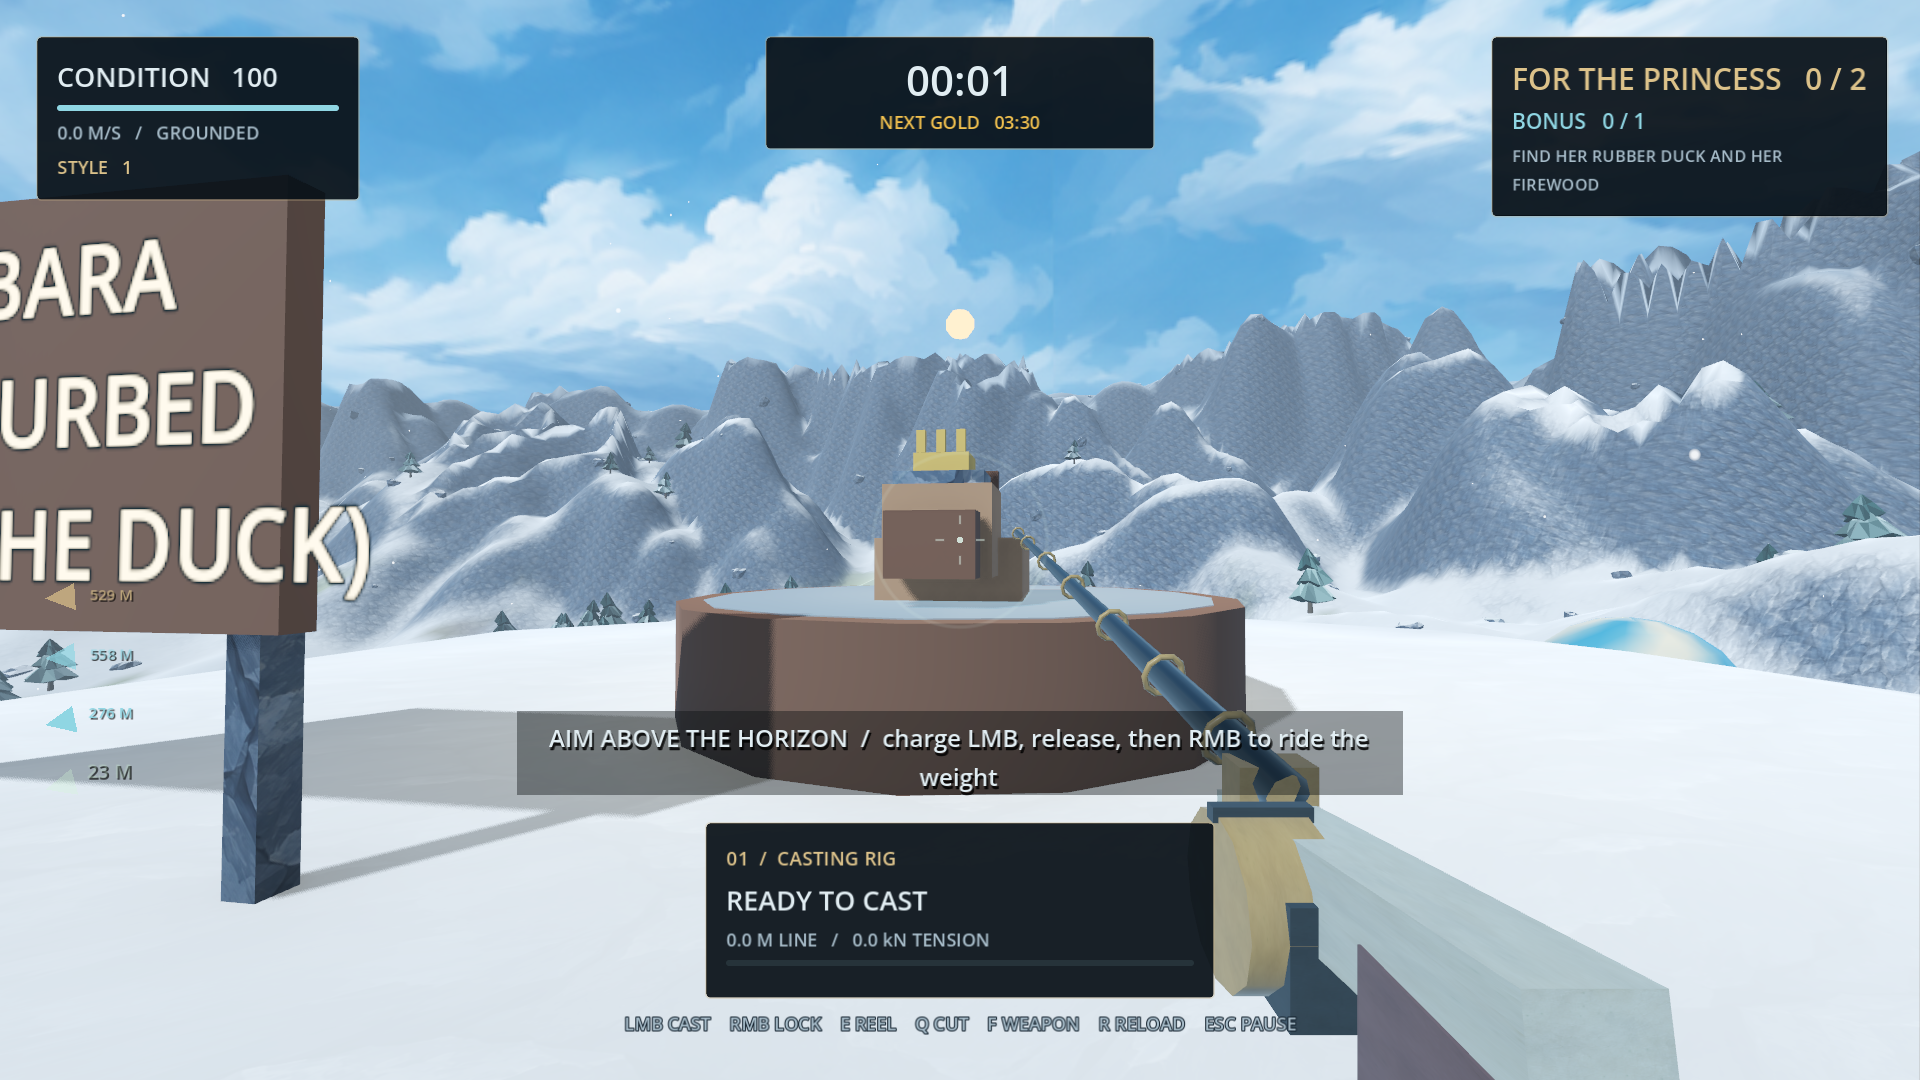 CONDITION 100
0.0 M/S / GROUNDED
STYLE 1
00:01
NEXT GOLD 03:30
FOR THE PRINCESS 0 / 2
BONUS 0 / 1
FIND HER RUBBER DUCK AND HER
FIREWOOD
BARA
URBED
HE DUCK)
529 M
558 M
276 M
23 M
AIM ABOVE THE HORIZON / charge LMB, release, then RMB to ride the
weight
01 / CASTING RIG
READY TO CAST
0.0 M LINE / 0.0 kN TENSION
LMB CAST RMB LOCK E REEL Q CUT F WEAPON R RELOAD ESC PAUSE